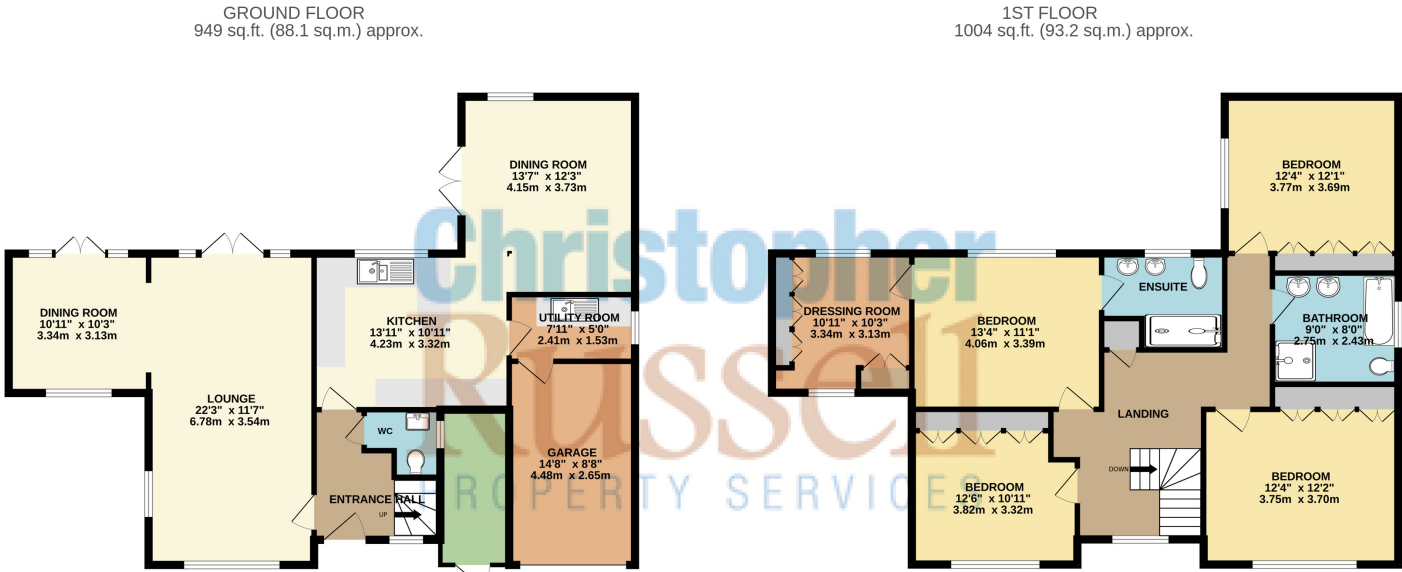 GROUND FLOOR
949 sq.ft. (88.1 sq.m.) approx.
1ST FLOOR
1004 sq.ft. (93.2 sq.m.) approx.
DINING ROOM
13'7" x 12'3"
4.15m x 3.73m
DINING ROOM
10'11" x 10'3"
3.34m x 3.13m
KITCHEN
13'11" x 10'11"
4.23m x 3.32m
UTILITY ROOM
7'11" x 5'0"
2.41m x 1.53m
LOUNGE
22'3" x 11'7"
6.78m x 3.54m
WC
GARAGE
14'8" x 8'8"
4.48m x 2.65m
ENTRANCE HALL
UP
BEDROOM
12'4" x 12'1"
3.77m x 3.69m
ENSUITE
DRESSING ROOM
10'11" x 10'3"
3.34m x 3.13m
BEDROOM
13'4" x 11'1"
4.06m x 3.39m
BATHROOM
9'0" x 8'0"
2.75m x 2.43m
LANDING
DOWN
BEDROOM
12'6" x 10'11"
3.82m x 3.32m
BEDROOM
12'4" x 12'2"
3.75m x 3.70m
Christopher
Russell
PROPERTY SERVICES